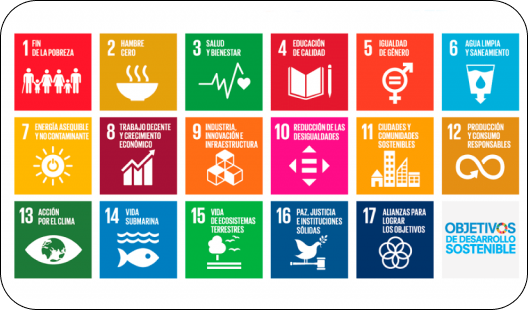 1 FIN
DE LA POBREZA
2 HAMBRE
CERO
3 SALUD
Y BIENESTAR
4 EDUCACIÓN
DE CALIDAD
5 IGUALDAD
DE GÉNERO
6 AGUA LIMPIA
Y SANEAMIENTO
7 ENERGÍA ASEQUIBLE
Y NO CONTAMINANTE
8 TRABAJO DECENTE
Y CRECIMIENTO
ECONÓMICO
9 INDUSTRIA,
INNOVACIÓN E
INFRAESTRUCTURA
10 REDUCCIÓN DE LAS
DESIGUALDADES
11 CIUDADES Y
COMUNIDADES
SOSTENIBLES
12 PRODUCCIÓN
Y CONSUMO
RESPONSABLES
13 ACCIÓN
POR EL CLIMA
14 VIDA
SUBMARINA
15 VIDA
DE ECOSISTEMAS
TERRESTRES
16 PAZ, JUSTICIA
E INSTITUCIONES
SÓLIDAS
17 ALIANZAS PARA
LOGRAR
LOS OBJETIVOS
OBJETIVOS
DE DESARROLLO
SOSTENIBLE